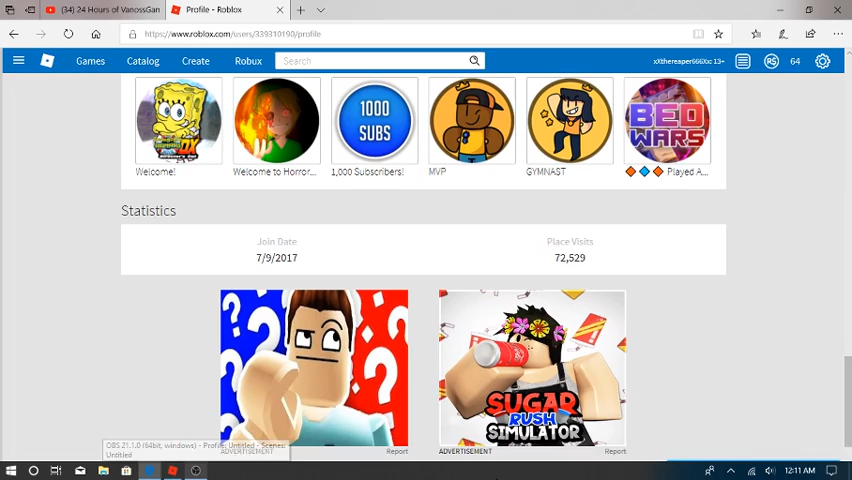 (34) 24 Hours of VanossGan
Profile - Roblox
https://www.roblox.com/users/339310190/profile
Games Catalog Create Robux Search xXthereaper666Xx: 13+ R$ 64
1000
SUBS
BED
WARS
Welcome! Welcome to Horror... 1,000 Subscribers! MVP GYMNAST Played A...
Statistics
Join Date Place Visits
7/9/2017 72,529
SUGAR
RUSH
SIMULATOR
OBS 21.1.0 (64bit, windows) - Profile: Untitled - Scenes:
Untitled
ADVERTISEMENT Report ADVERTISEMENT Report
12:11 AM